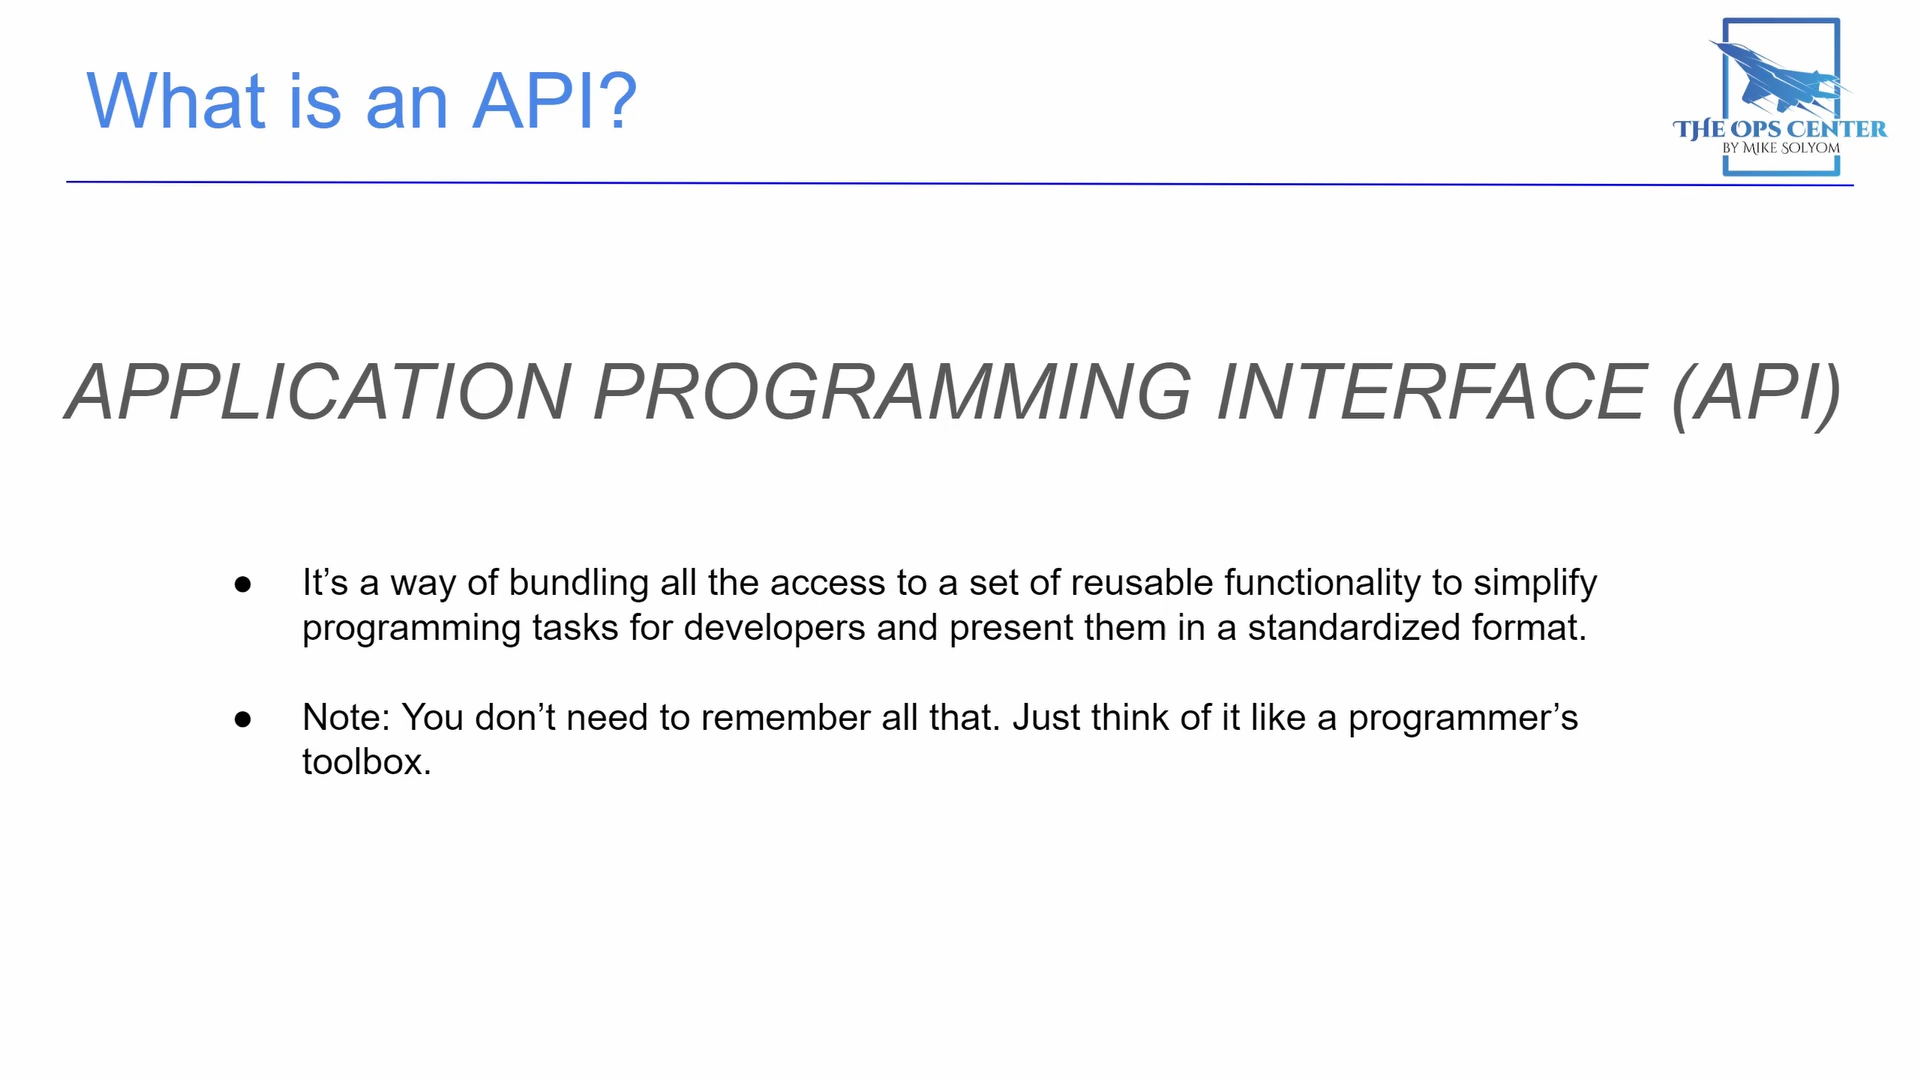 What is an API?
THE OPS CENTER
BY MIKE SOLYOM
APPLICATION PROGRAMMING INTERFACE (API)
● It’s a way of bundling all the access to a set of reusable functionality to simplify
programming tasks for developers and present them in a standardized format.
● Note: You don’t need to remember all that. Just think of it like a programmer’s
toolbox.